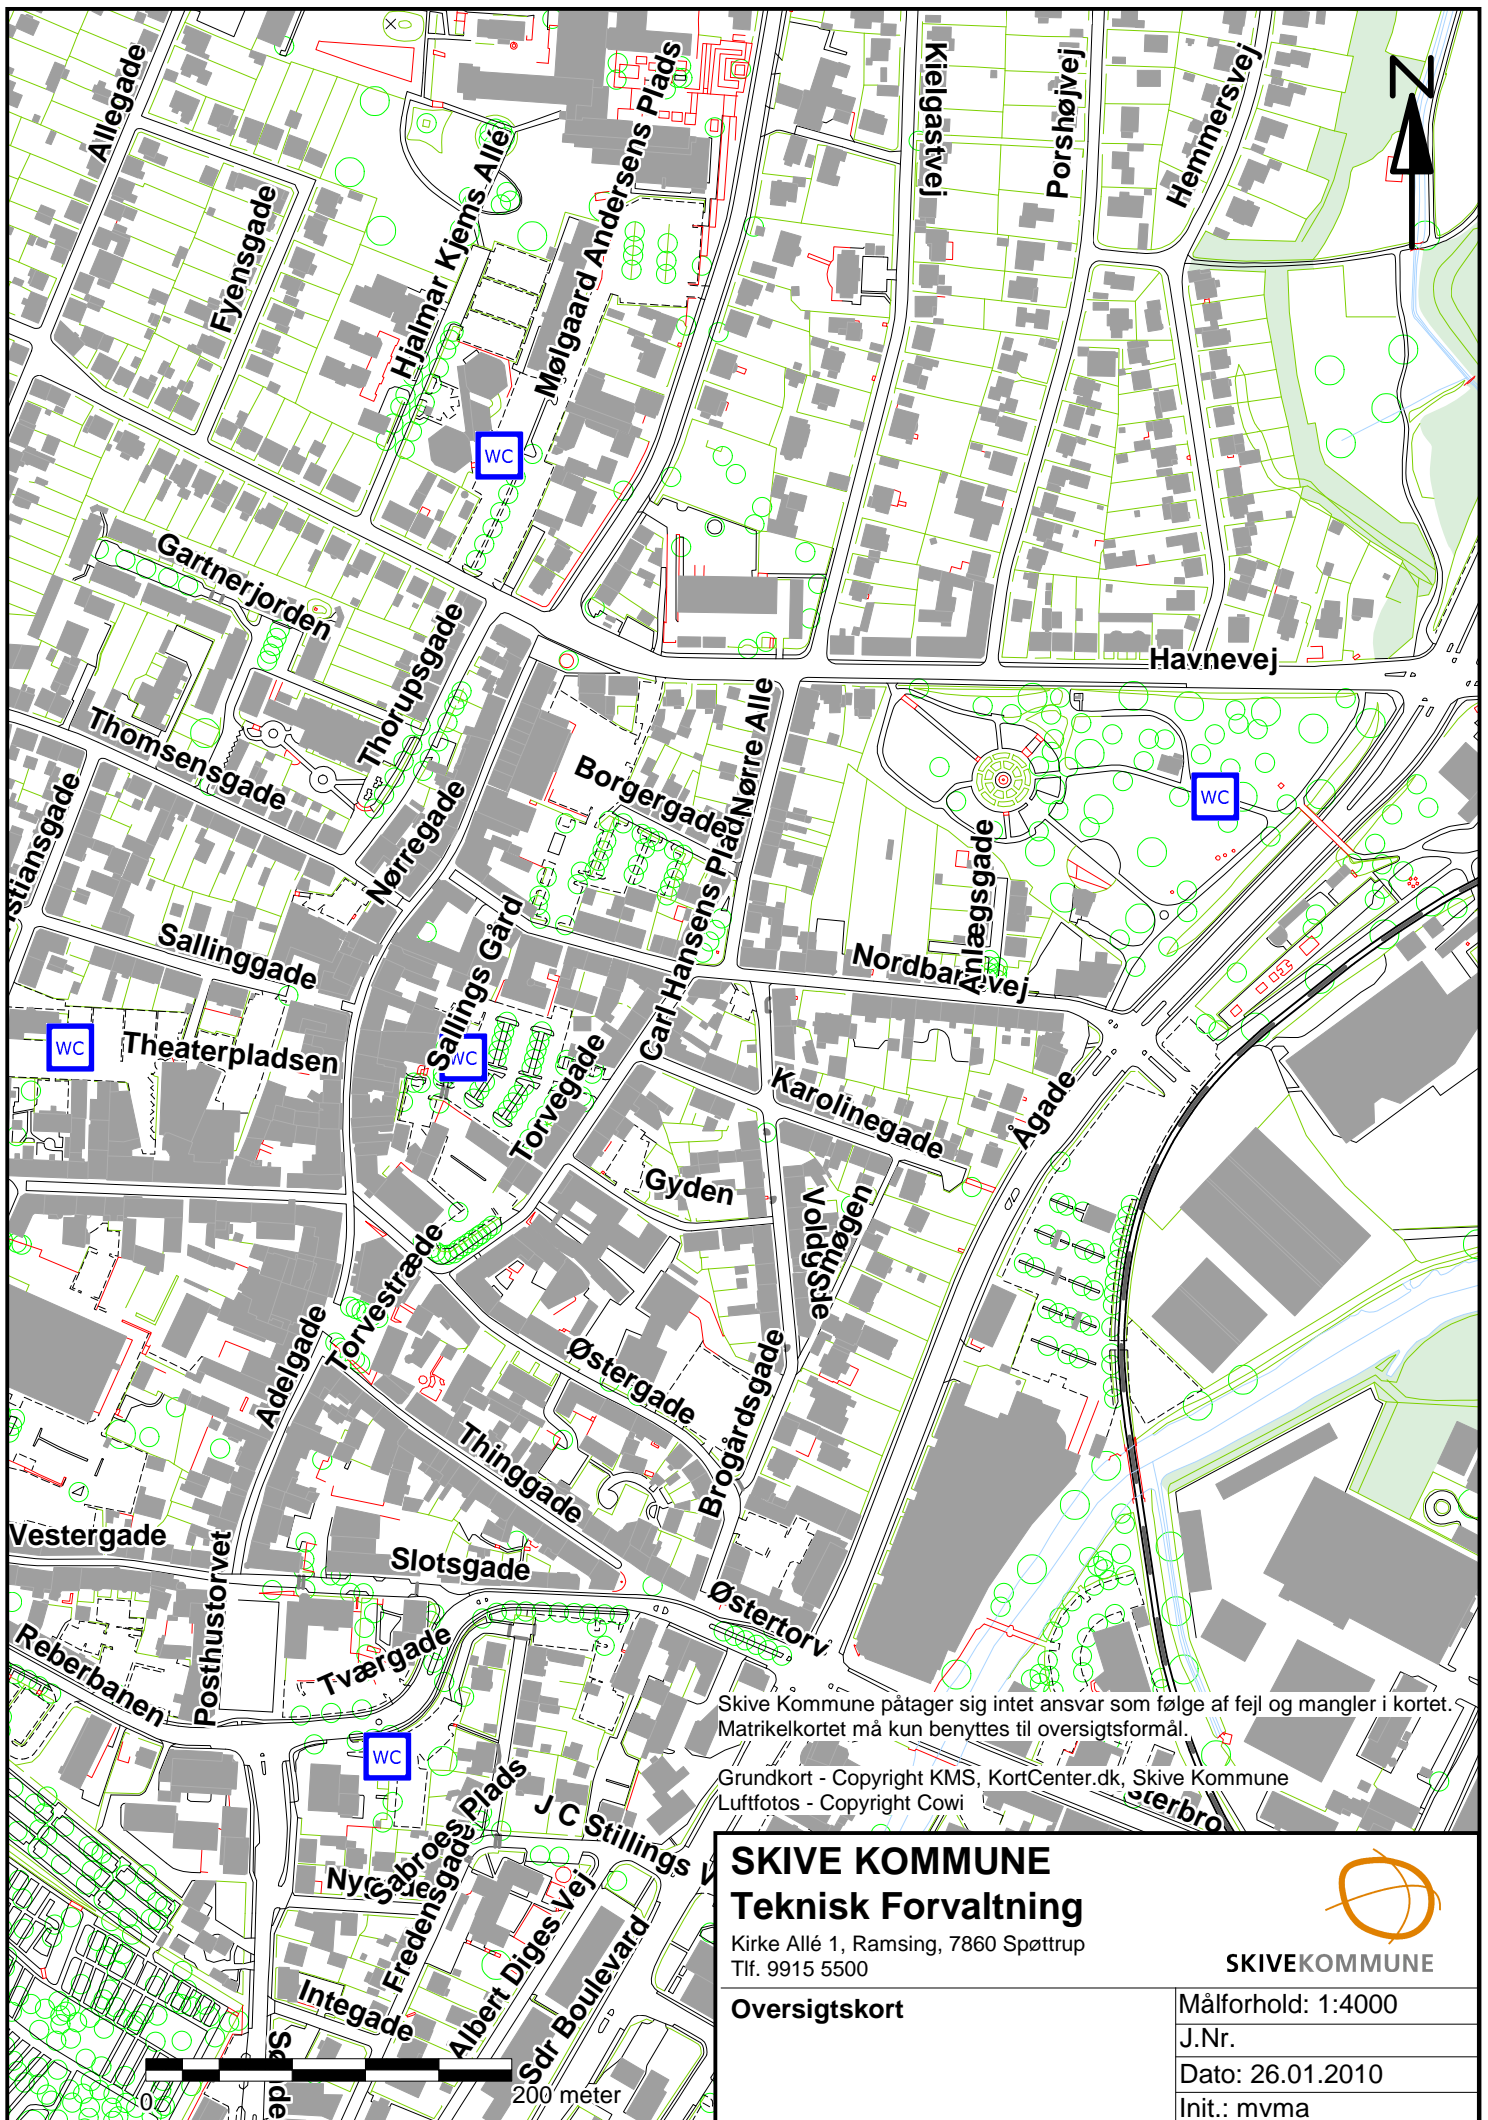 Allegade
Fyensgade
Hjalmar Kjems Allé
Mølgaard Andersens Plads
Kielgastvej
Porshøjvej
Hemmersvej
N
WC
Gartnerjorden
Thorupsgade
Thomsensgade
Havnevej
Nørre Alle
Borgergade
WC
Nørregade
Carl Hansens Plads
Anlægsgade
Sallinggade
Sallings Gård
Nordbanevej
WC
Theaterpladsen
WC
Torvegade
Karolinegade
Ågade
Gyden
Voldgade
Smøgen
Torvestræde
Adelgade
Østergade
Brogårdsgade
Thinggade
Vestergade
Slotsgade
Posthustorvet
Østertorv
Reberbanen
Tværgade
WC
Skive Kommune påtager sig intet ansvar som følge af fejl og mangler i kortet.
Matrikelkortet må kun benyttes til oversigtsformål.
Grundkort - Copyright KMS, KortCenter.dk, Skive Kommune
Luftfotos - Copyright Cowi
Sabroes Plads
J C Stillings
Fredensgade
Albert Diges Vej
Sdr Boulevard
Integade
0
200 meter
SKIVE KOMMUNE
Teknisk Forvaltning
Kirke Allé 1, Ramsing, 7860 Spøttrup
Tlf. 9915 5500
SKIVEKOMMUNE
Oversigtskort
Målforhold: 1:4000
J.Nr.
Dato: 26.01.2010
Init.: mvma